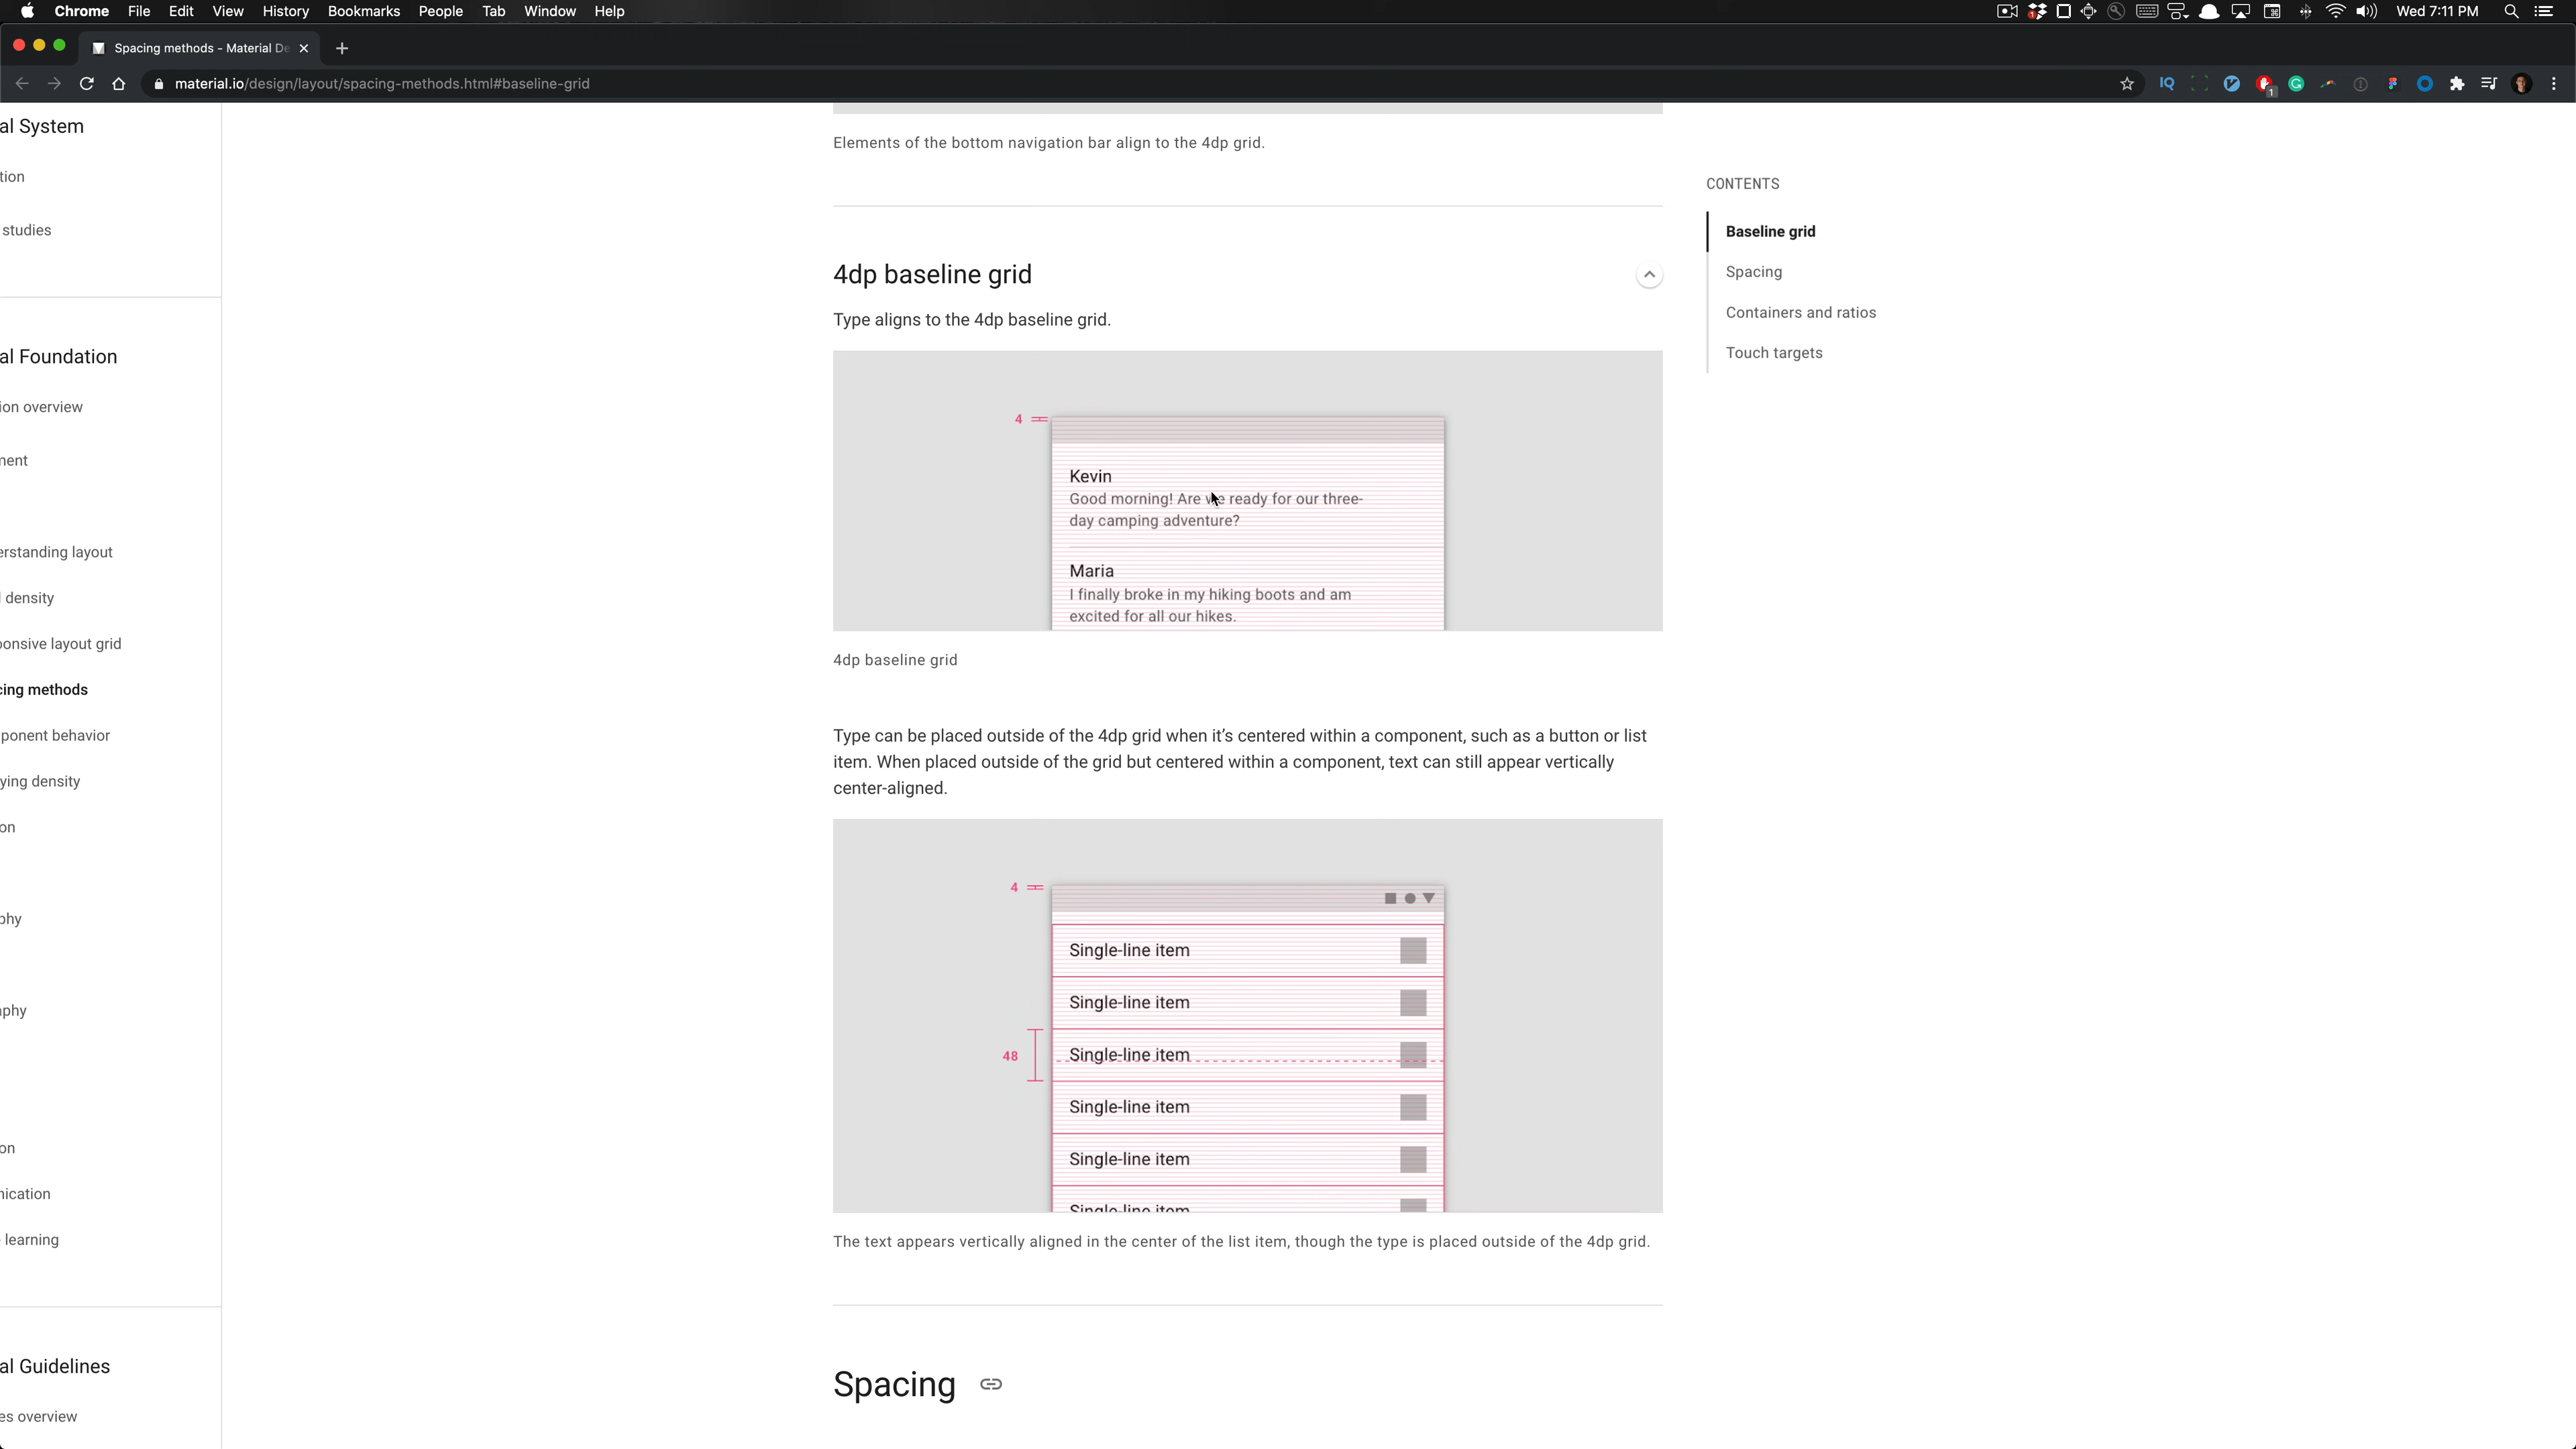 Chrome File Edit View History Bookmarks People Tab Window Help
Wed 7:11 PM
Spacing methods - Material De
material.io/design/layout/spacing-methods.html#baseline-grid
1
al System
tion
studies
al Foundation
ion overview
ment
erstanding layout
l density
onsive layout grid
cing methods
ponent behavior
ying density
on
phy
aphy
on
nication
learning
al Guidelines
es overview
Elements of the bottom navigation bar align to the 4dp grid.
4dp baseline grid
Type aligns to the 4dp baseline grid.
4
Kevin
Good morning! Are we ready for our three-
day camping adventure?
Maria
I finally broke in my hiking boots and am
excited for all our hikes.
4dp baseline grid
Type can be placed outside of the 4dp grid when it’s centered within a component, such as a button or list
item. When placed outside of the grid but centered within a component, text can still appear vertically
center-aligned.
4
Single-line item
Single-line item
48
Single-line item
Single-line item
Single-line item
Single-line item
The text appears vertically aligned in the center of the list item, though the type is placed outside of the 4dp grid.
Spacing
CONTENTS
Baseline grid
Spacing
Containers and ratios
Touch targets